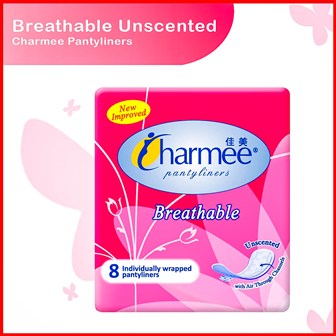 Breathable Unscented
Charmee Pantyliners
New
Improved
佳美
Charmee®
pantyliners
Breathable
Unscented
with Air Through Channels
8 Individually wrapped
pantyliners